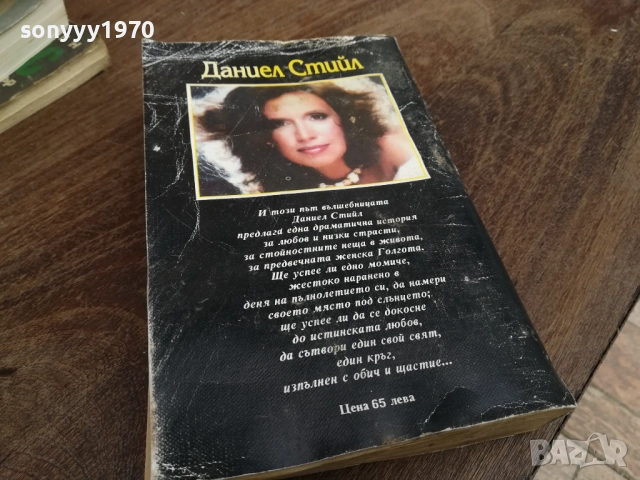 sonyyy1970
Даниел Стийл
И този път вълшебницата
Даниел Стийл
предлага една драматична история
за любов и низки страсти,
за стойностните неща в живота,
за предвечната женска Голгота.
Ще успее ли едно момиче,
жестоко наранено в
деня на пълнолетието си, да намери
своето място под слънцето;
ще успее ли да се докосне
до истинската любов,
да сътвори един свой свят,
един кръг,
изпълнен с обич и щастие...
Цена 65 лева
BAZAR